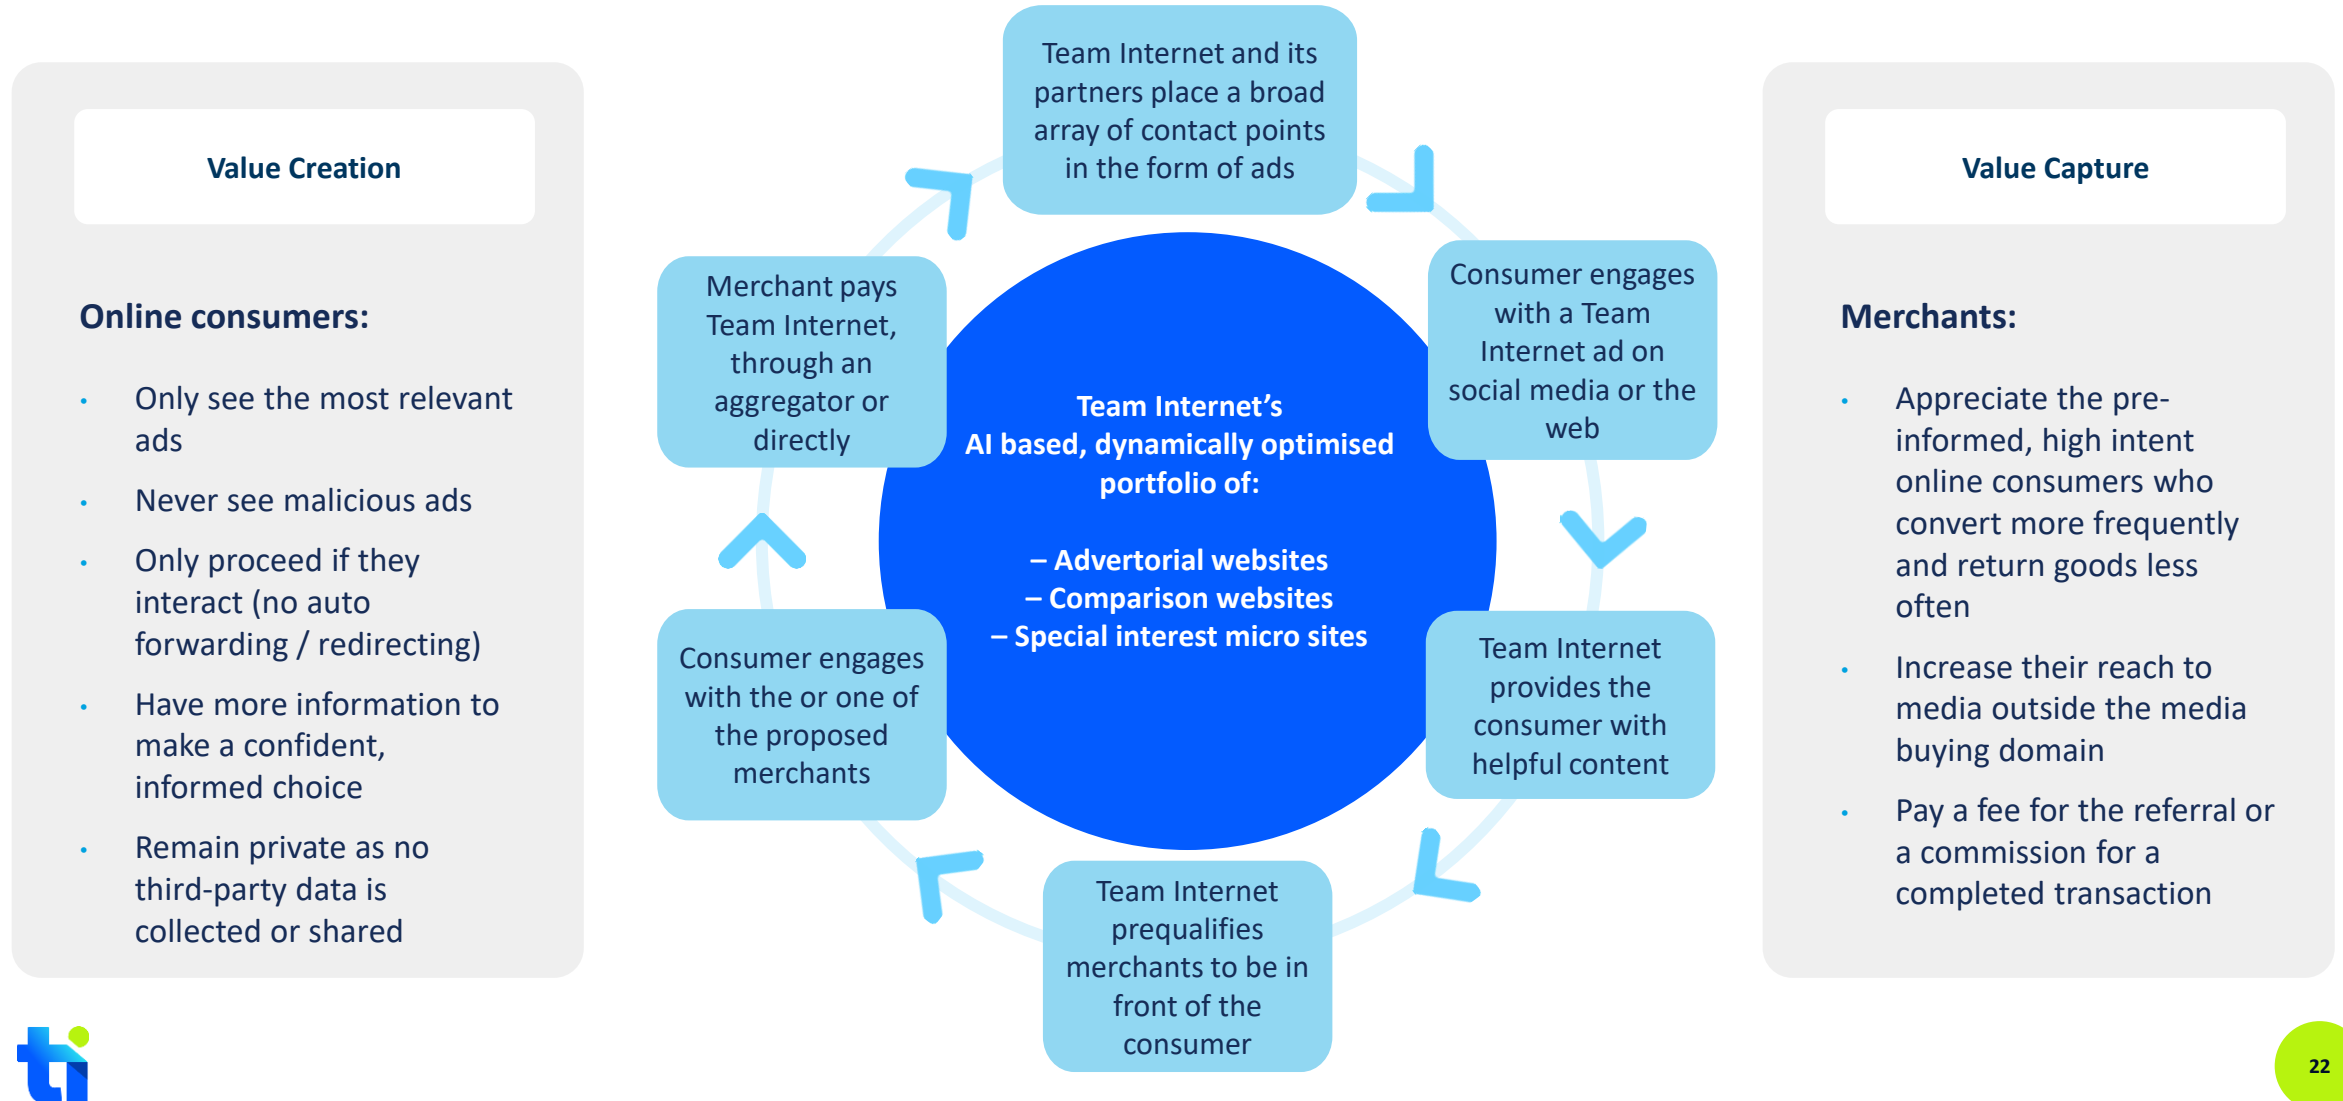 Value Creation
Online consumers:
• Only see the most relevant
ads
• Never see malicious ads
• Only proceed if they
interact (no auto
forwarding / redirecting)
• Have more information to
make a confident,
informed choice
• Remain private as no
third-party data is
collected or shared
Team Internet and its
partners place a broad
array of contact points
in the form of ads
Consumer engages
with a Team
Internet ad on
social media or the
web
Team Internet
provides the
consumer with
helpful content
Team Internet
prequalifies
merchants to be in
front of the
consumer
Consumer engages
with the or one of
the proposed
merchants
Merchant pays
Team Internet,
through an
aggregator or
directly
Team Internet’s
AI based, dynamically optimised
portfolio of:
– Advertorial websites
– Comparison websites
– Special interest micro sites
Value Capture
Merchants:
• Appreciate the pre-
informed, high intent
online consumers who
convert more frequently
and return goods less
often
• Increase their reach to
media outside the media
buying domain
• Pay a fee for the referral or
a commission for a
completed transaction
ti
22